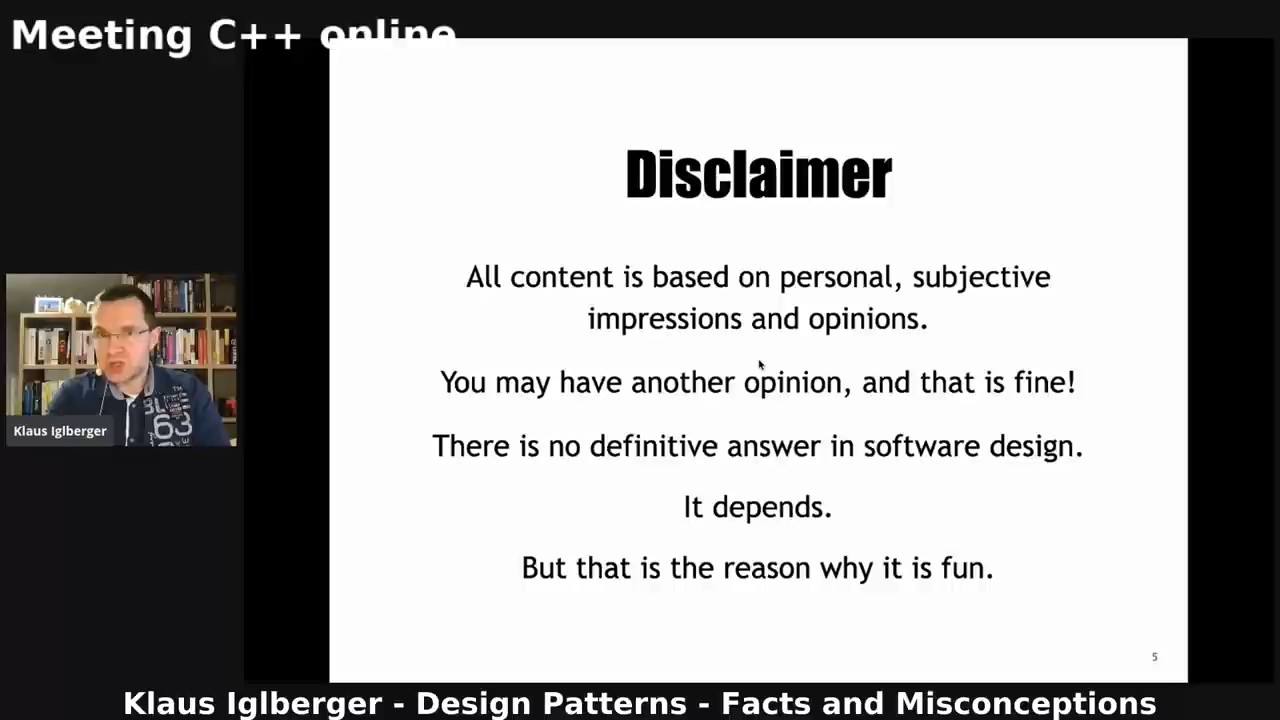 Meeting C++ online
Disclaimer
All content is based on personal, subjective
impressions and opinions.
You may have another opinion, and that is fine!
There is no definitive answer in software design.
It depends.
But that is the reason why it is fun.
63
Klaus Iglberger
5
Klaus Iglberger - Design Patterns - Facts and Misconceptions